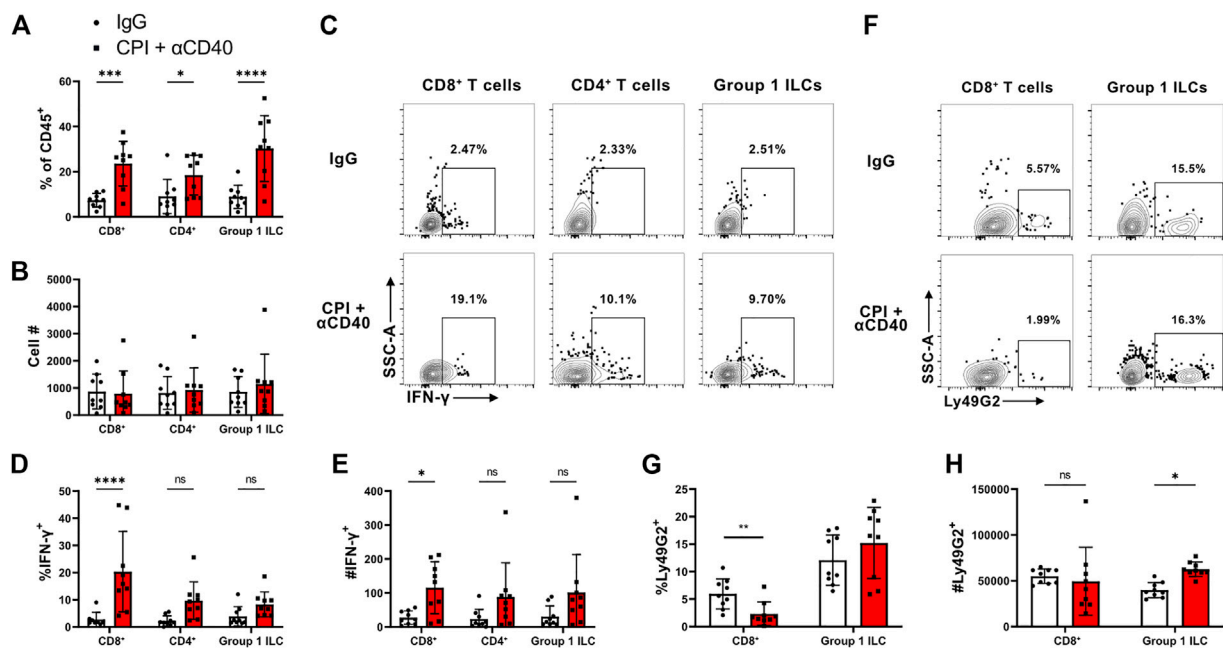 A
IgG
CPI + αCD40
*** * ****
% of CD45⁺
60
40
20
0
CD8⁺ CD4⁺ Group 1 ILC
B
Cell #
5000
4000
3000
2000
1000
0
CD8⁺ CD4⁺ Group 1 ILC
C
CD8⁺ T cells CD4⁺ T cells Group 1 ILCs
IgG
2.47% 2.33% 2.51%
CPI +
αCD40
19.1% 10.1% 9.70%
SSC-A
IFN-γ
F
CD8⁺ T cells Group 1 ILCs
IgG
5.57% 15.5%
CPI +
αCD40
1.99% 16.3%
SSC-A
Ly49G2
D
**** ns ns
%IFN-γ⁺
50
40
30
20
10
0
CD8⁺ CD4⁺ Group 1 ILC
E
* ns ns
#IFN-γ⁺
400
300
200
100
0
CD8⁺ CD4⁺ Group 1 ILC
G
**
%Ly49G2⁺
25
20
15
10
5
0
CD8⁺ Group 1 ILC
H
ns *
#Ly49G2⁺
150000
100000
50000
0
CD8⁺ Group 1 ILC